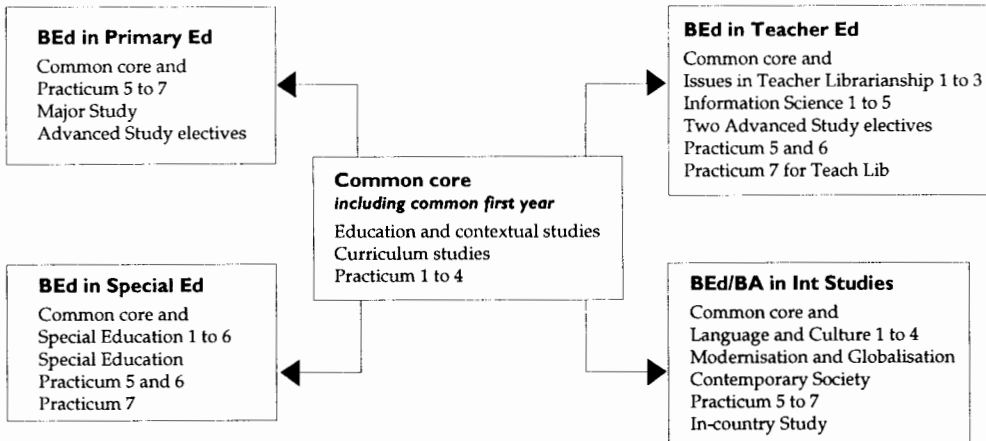 BEd in Primary Ed
Common core and
Practicum 5 to 7
Major Study
Advanced Study electives
BEd in Teacher Ed
Common core and
Issues in Teacher Librarianship 1 to 3
Information Science 1 to 5
Two Advanced Study electives
Practicum 5 and 6
Practicum 7 for Teach Lib
Common core
including common first year
Education and contextual studies
Curriculum studies
Practicum 1 to 4
BEd in Special Ed
Common core and
Special Education 1 to 6
Special Education
Practicum 5 and 6
Practicum 7
BEd/BA in Int Studies
Common core and
Language and Culture 1 to 4
Modernisation and Globalisation
Contemporary Society
Practicum 5 to 7
In-country Study